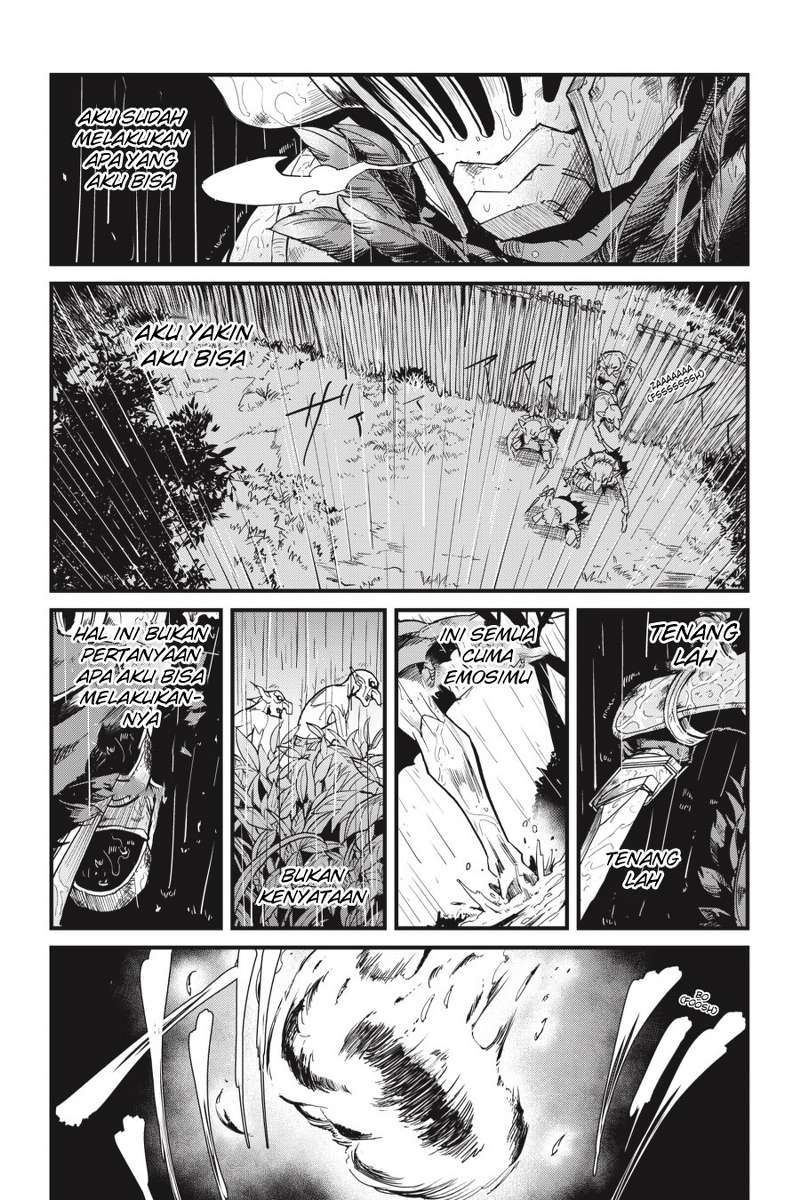 AKU SUDAH
MELAKUKAN
APA YANG
AKU BISA
ZAAAAAAA
(FSSSSSSSH)
AKU YAKIN
AKU BISA
TENANG
LAH
TENANG
LAH
INI SEMUA
CUMA
EMOSIMU
BUKAN
KENYATAAN
HAL INI BUKAN
PERTANYAAN
APA AKU BISA
MELAKUKAN-
NYA
BO
(FOOSH)